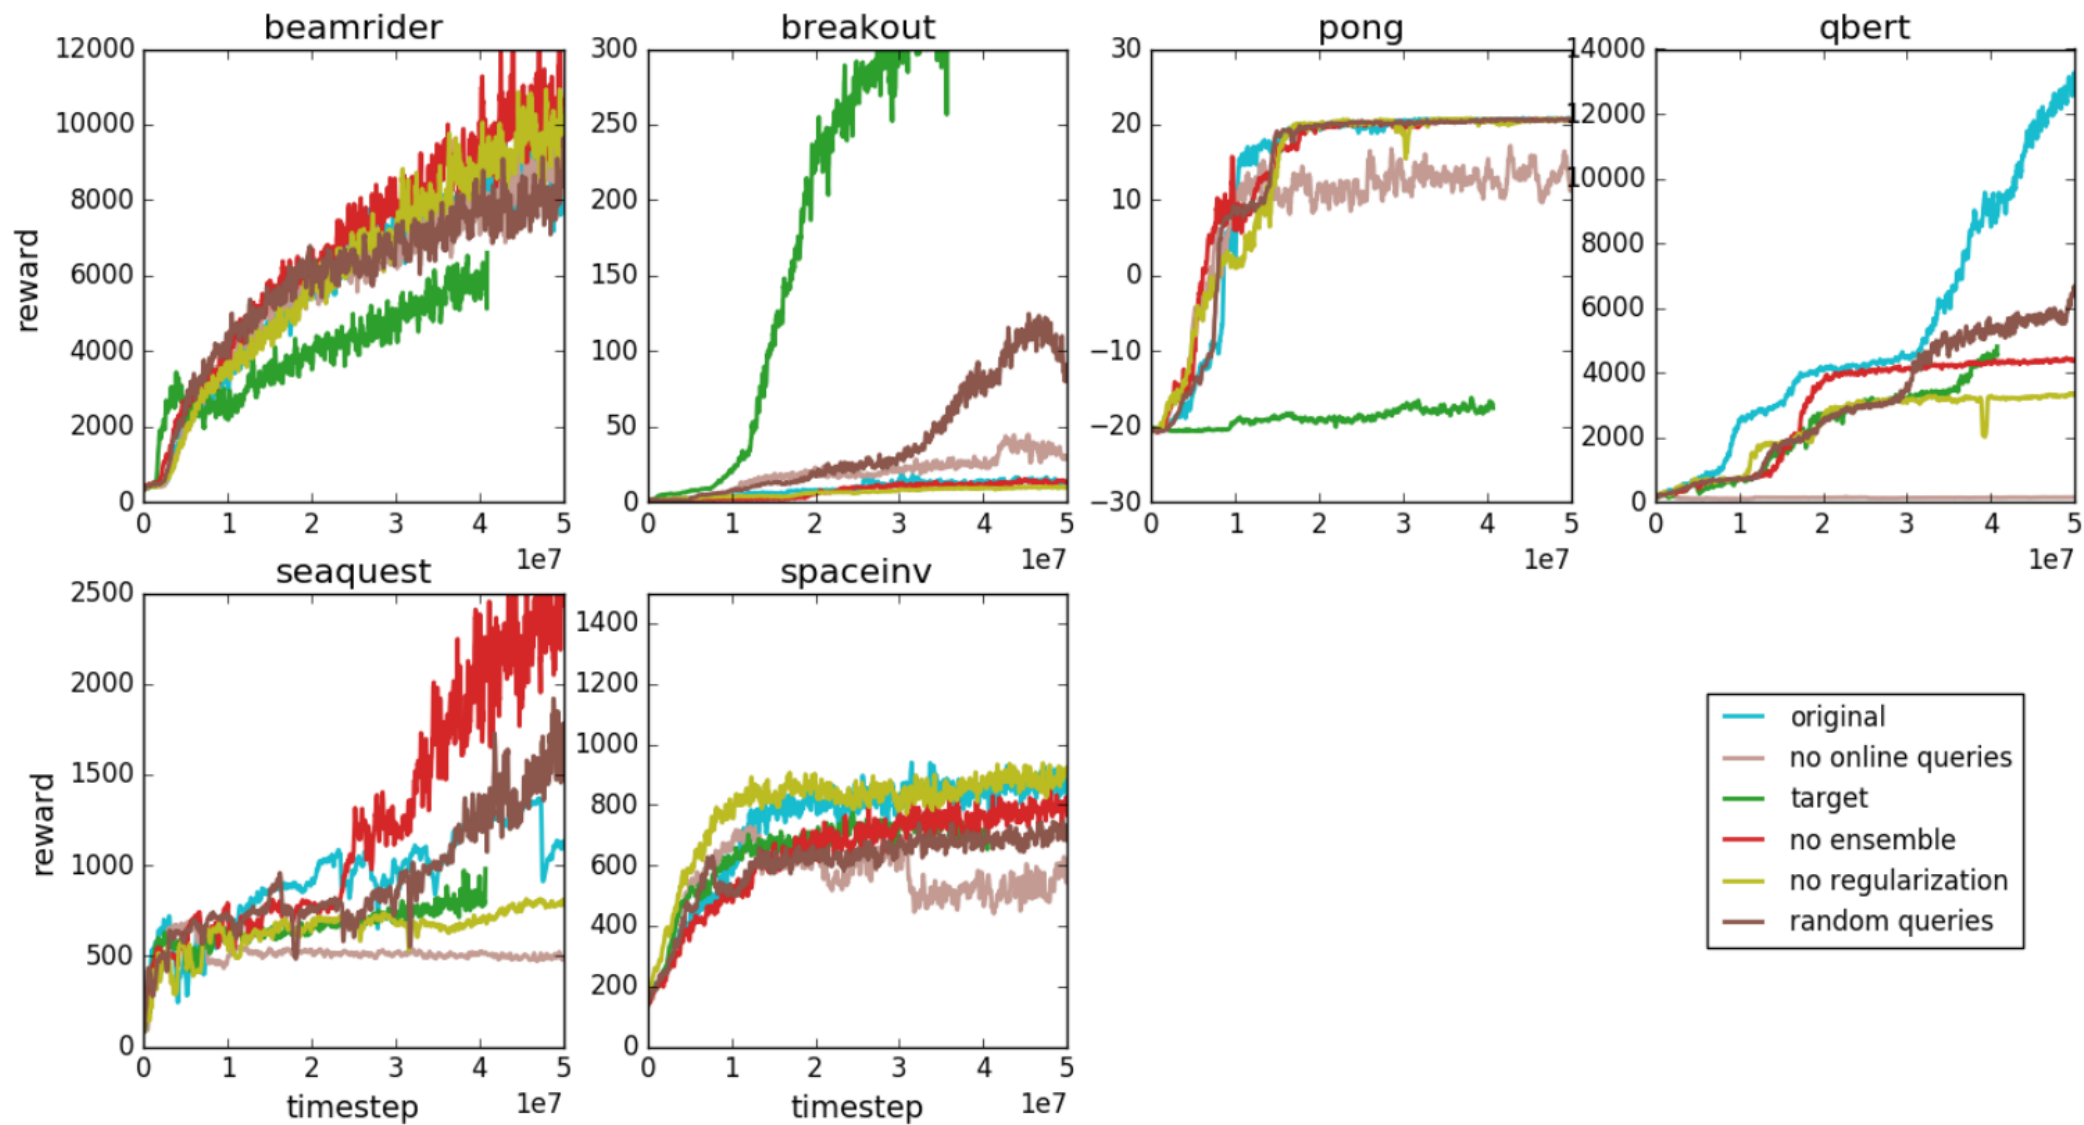 beamrider
breakout
pong
qbert
12000
10000
8000
6000
4000
2000
0
reward
0 1 2 3 4 5
1e7
300
250
200
150
100
50
0
0 1 2 3 4 5
1e7
30
20
10
0
−10
−20
−30
0 1 2 3 4 5
1e7
14000
12000
10000
8000
6000
4000
2000
0
0 1 2 3 4 5
1e7
seaquest
spaceinv
2500
2000
1500
1000
500
0
reward
0 1 2 3 4 5
timestep 1e7
1400
1200
1000
800
600
400
200
0
0 1 2 3 4 5
timestep 1e7
original
no online queries
target
no ensemble
no regularization
random queries